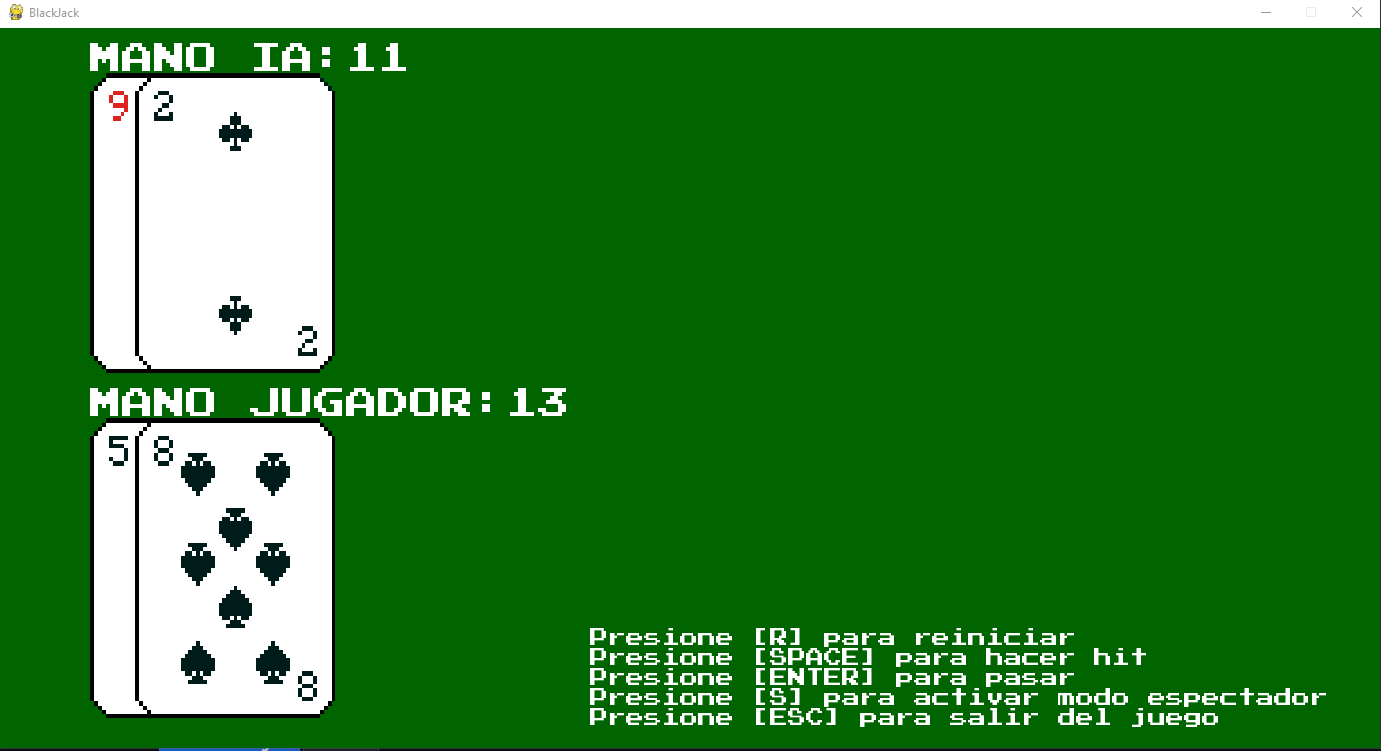 BlackJack
MANO IA:11
9 2
2
MANO JUGADOR:13
5 8
8
Presione [R] para reiniciar
Presione [SPACE] para hacer hit
Presione [ENTER] para pasar
Presione [S] para activar modo espectador
Presione [ESC] para salir del juego